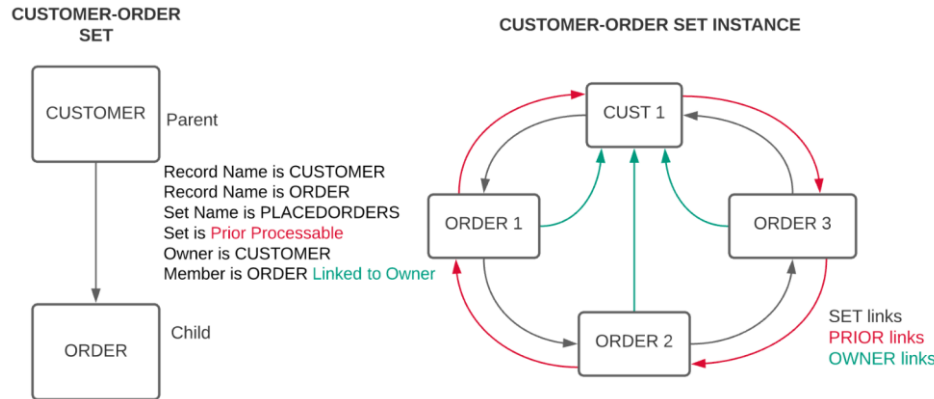 CUSTOMER-ORDER
SET
CUSTOMER
Parent
Record Name is CUSTOMER
Record Name is ORDER
Set Name is PLACEDORDERS
Set is Prior Processable
Owner is CUSTOMER
Member is ORDER Linked to Owner
Child
ORDER
CUSTOMER-ORDER SET INSTANCE
CUST 1
ORDER 1
ORDER 3
ORDER 2
SET links
PRIOR links
OWNER links